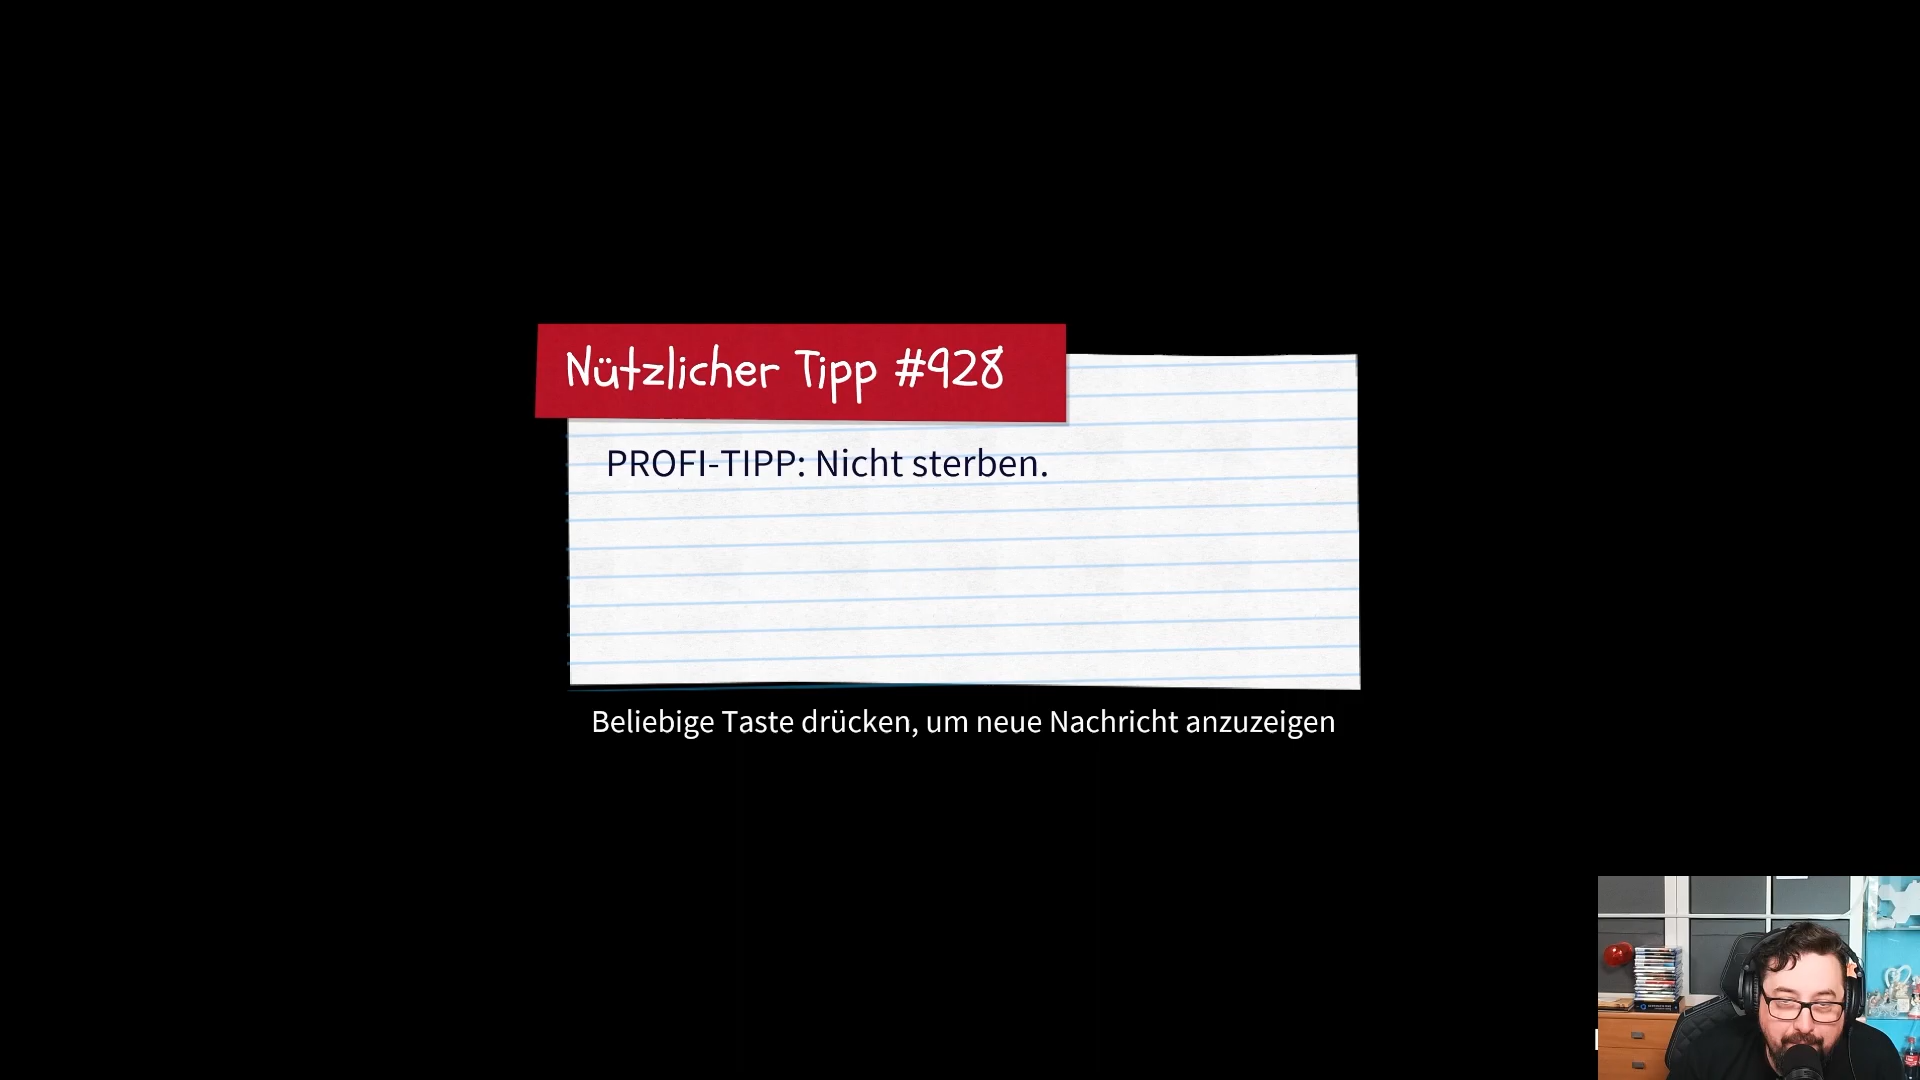 Nützlicher Tipp #928
PROFI-TIPP: Nicht sterben.
Beliebige Taste drücken, um neue Nachricht anzuzeigen